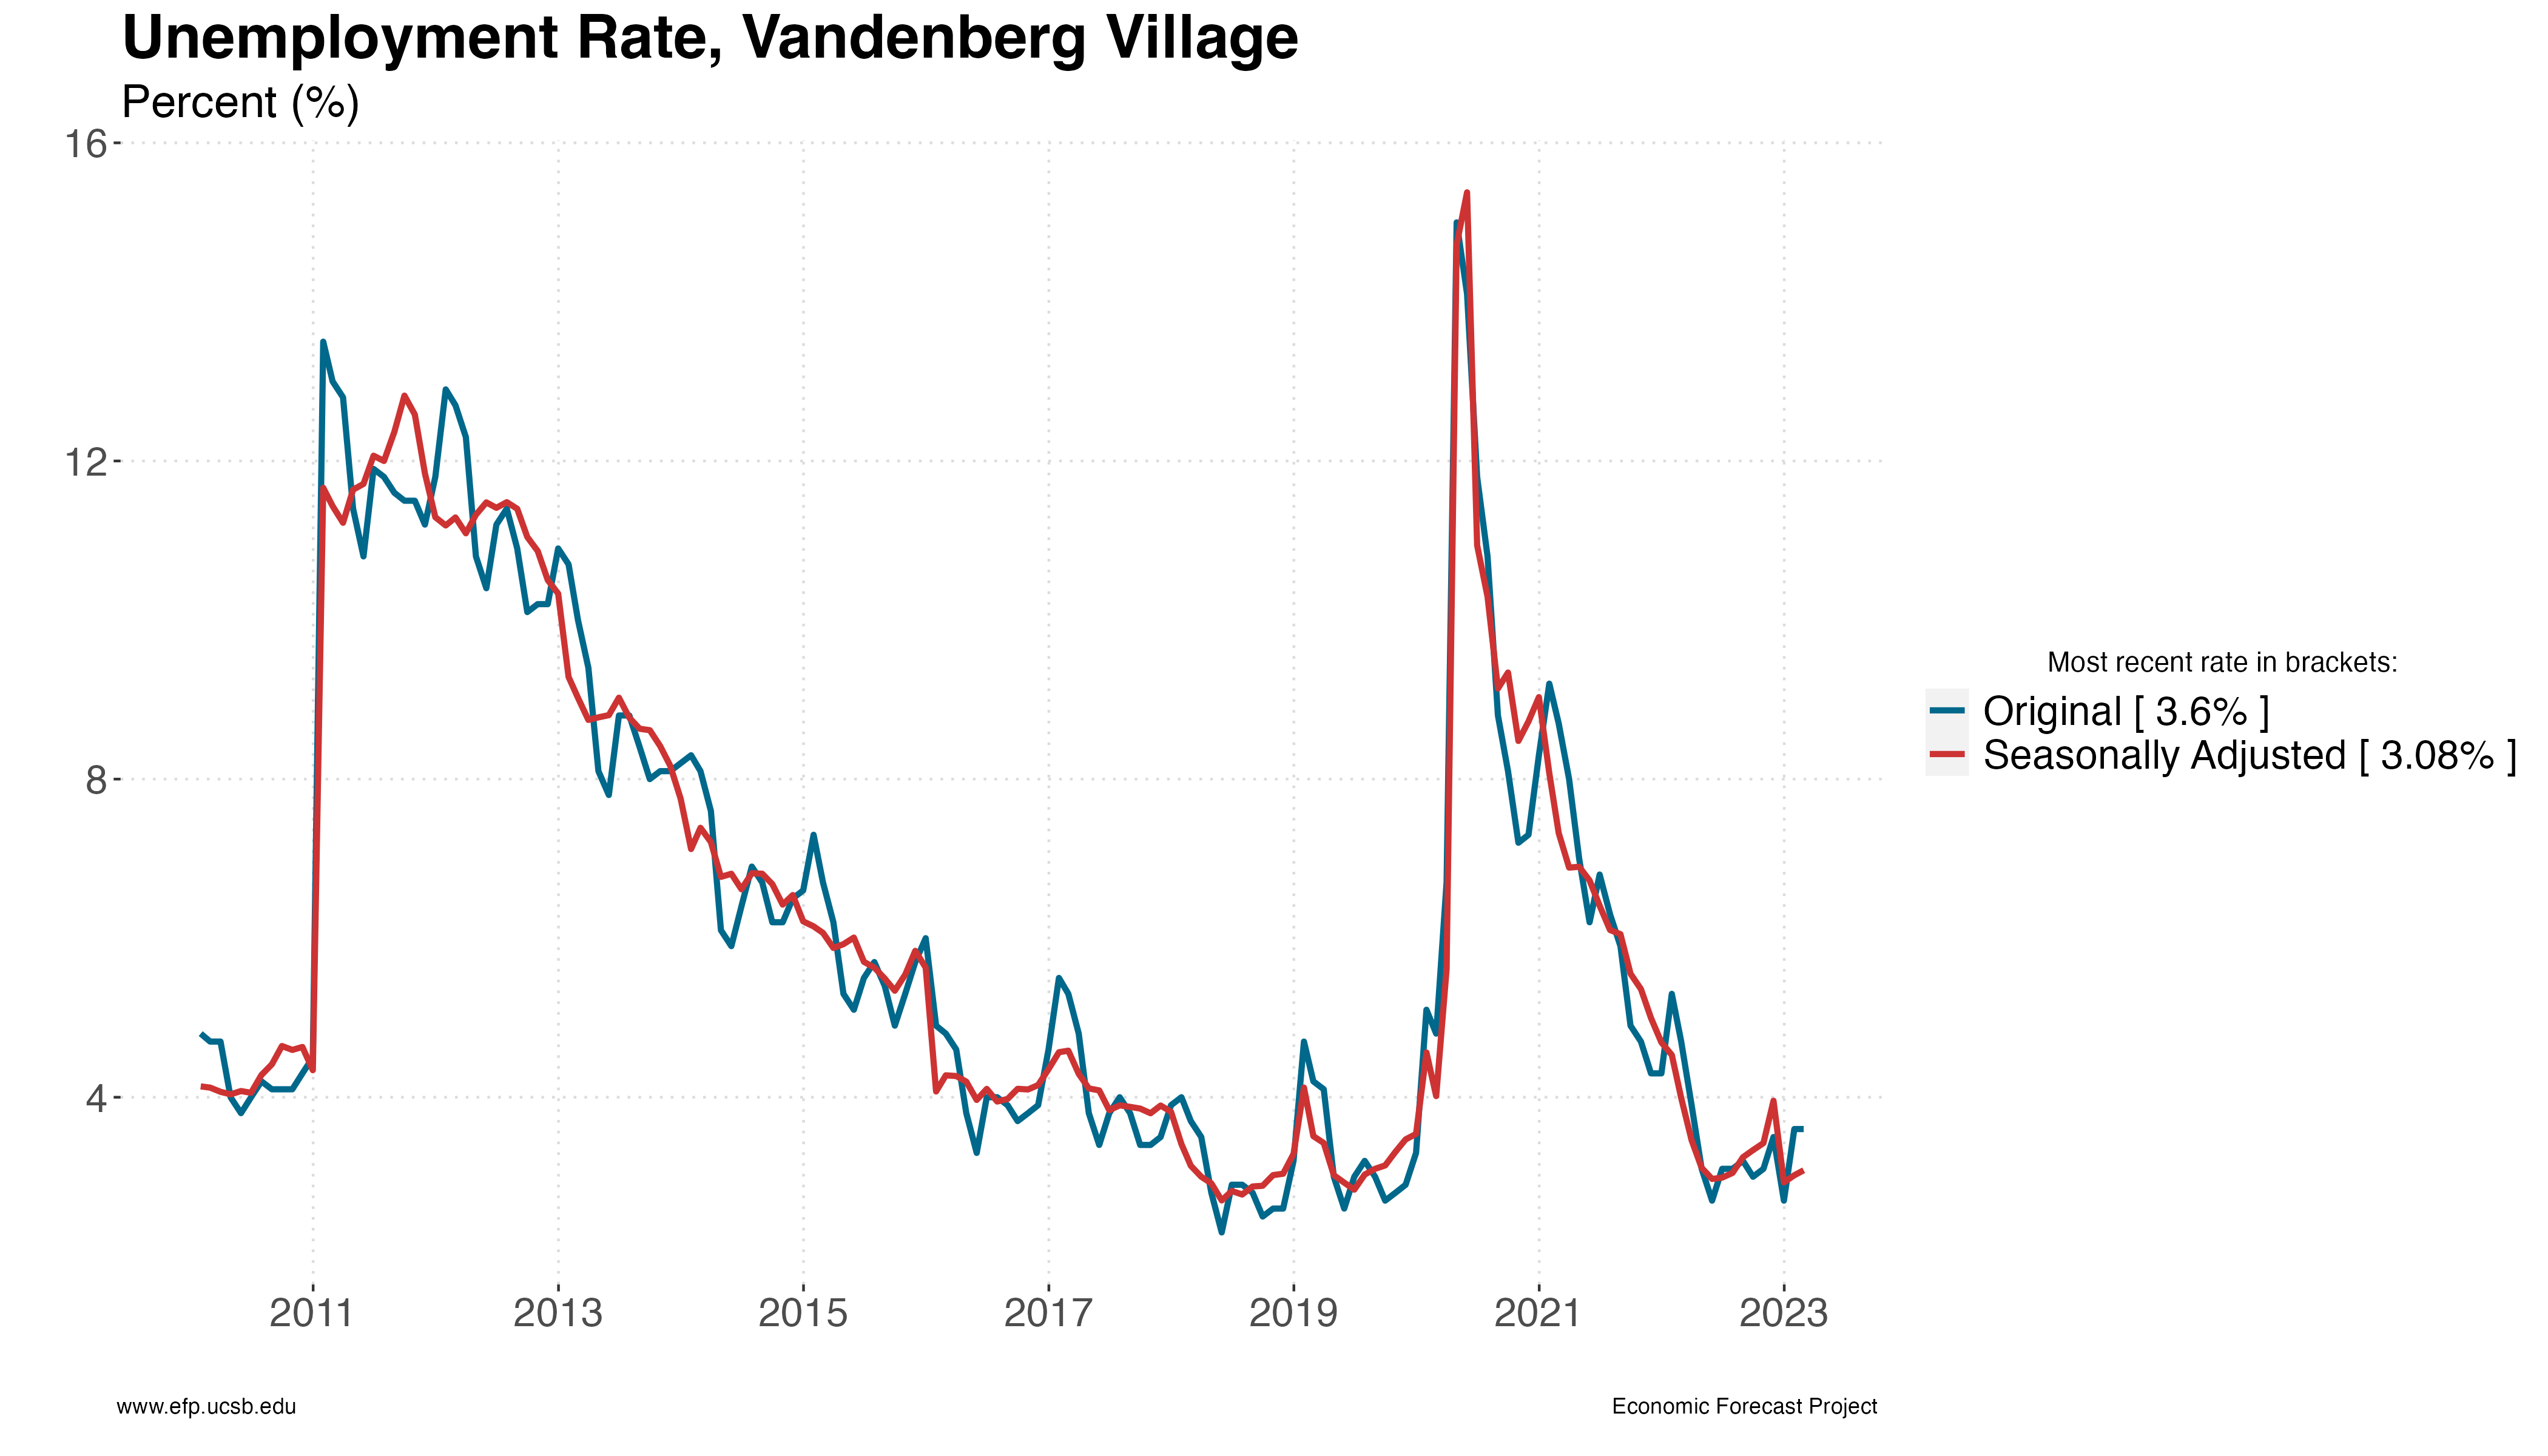 Unemployment Rate, Vandenberg Village
Percent (%)
16
12
8
4
2011 2013 2015 2017 2019 2021 2023
Most recent rate in brackets:
Original [ 3.6% ]
Seasonally Adjusted [ 3.08% ]
www.efp.ucsb.edu
Economic Forecast Project